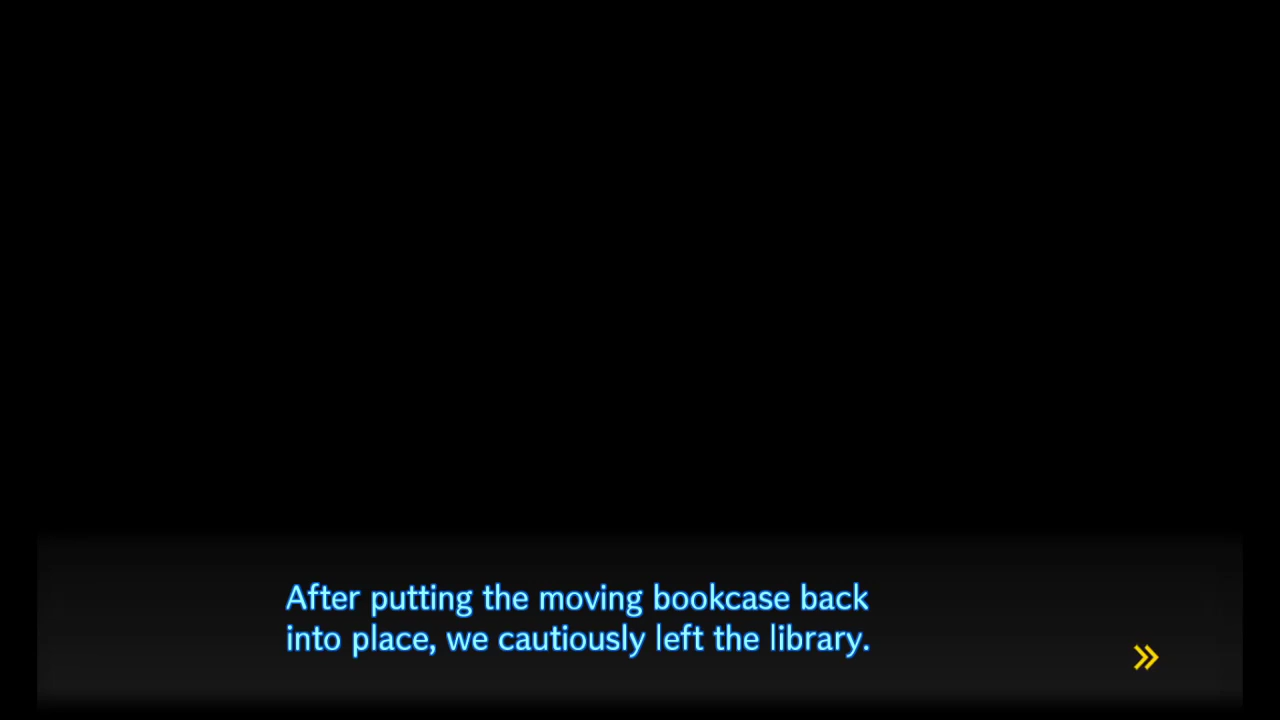 After putting the moving bookcase back
into place, we cautiously left the library.